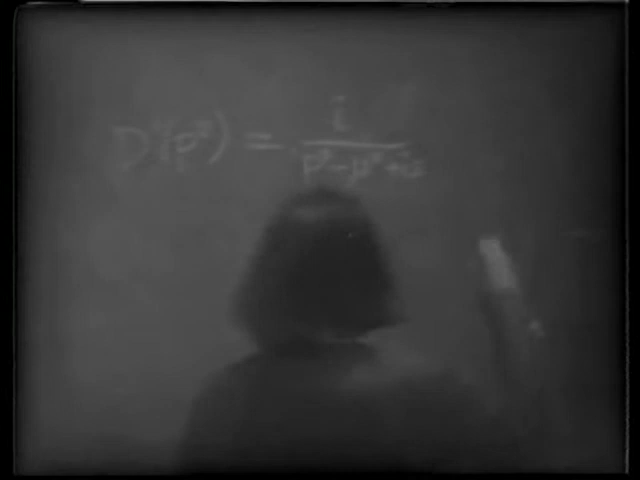 D'(p²) = i / (p² - μ² + iε)